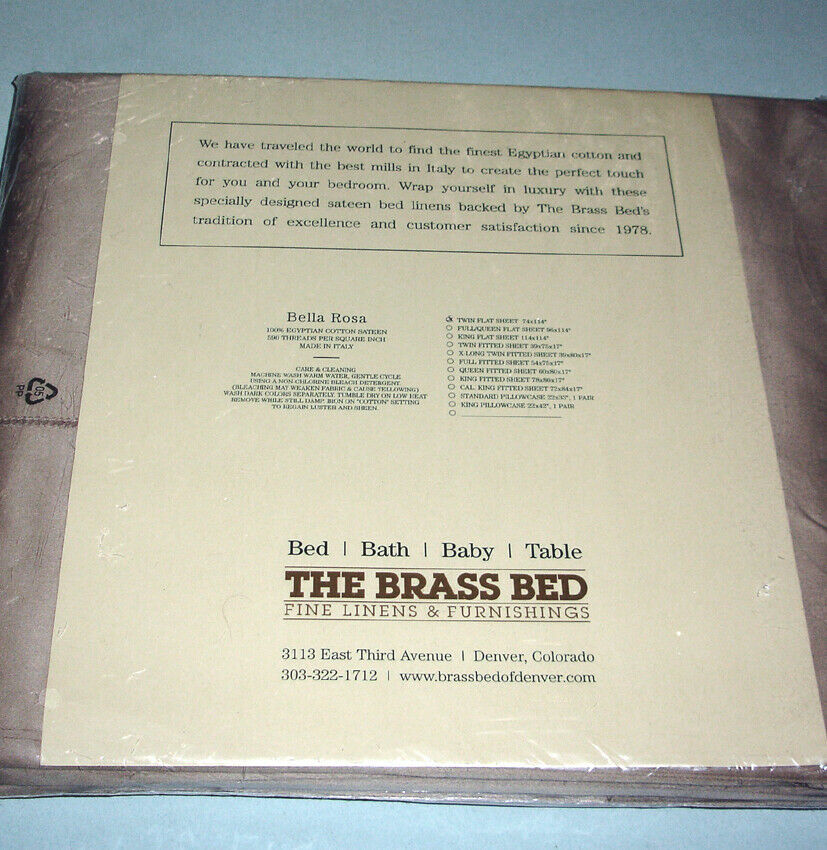 We have traveled the world to find the finest Egyptian cotton and
contracted with the best mills in Italy to create the perfect touch
for you and your bedroom. Wrap yourself in luxury with these
specially designed sateen bed linens backed by The Brass Bed's
tradition of excellence and customer satisfaction since 1978.
Bella Rosa
100% EGYPTIAN COTTON SATEEN
590 THREADS PER SQUARE INCH
MADE IN ITALY
CARE & CLEANING
MACHINE WASH WARM WATER, GENTLE CYCLE
USING A NON CHLORINE BLEACH DETERGENT
(BLEACHING MAY WEAKEN FABRIC & CAUSE YELLOWING)
WASH DARK COLORS SEPARATELY. TUMBLE DRY ON LOW HEAT
REMOVE WHILE STILL DAMP. IRON ON "COTTON" SETTING
TO REGAIN LUSTER AND SHEEN.
TWIN FLAT SHEET 74x114"
FULL/QUEEN FLAT SHEET 96x114"
KING FLAT SHEET 114x114"
TWIN FITTED SHEET 39x75x17"
X-LONG TWIN FITTED SHEET 39x80x17"
FULL FITTED SHEET 54x75x17"
QUEEN FITTED SHEET 60x80x17"
KING FITTED SHEET 78x80x17"
CAL. KING FITTED SHEET 72x84x17"
STANDARD PILLOWCASE 22x33", 1 PAIR
KING PILLOWCASE 22x42", 1 PAIR
05
PP
Bed | Bath | Baby | Table
THE BRASS BED
FINE LINENS & FURNISHINGS
3113 East Third Avenue | Denver, Colorado
303-322-1712 | www.brassbedofdenver.com